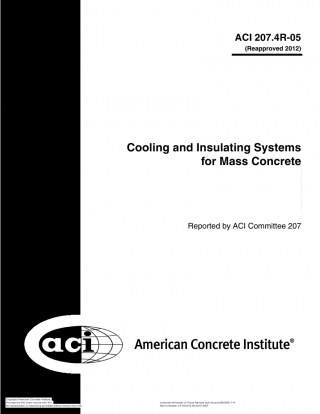 ACI 207.4R-05
(Reapproved 2012)
Cooling and Insulating Systems
for Mass Concrete
Reported by ACI Committee 207
aci
American Concrete Institute®